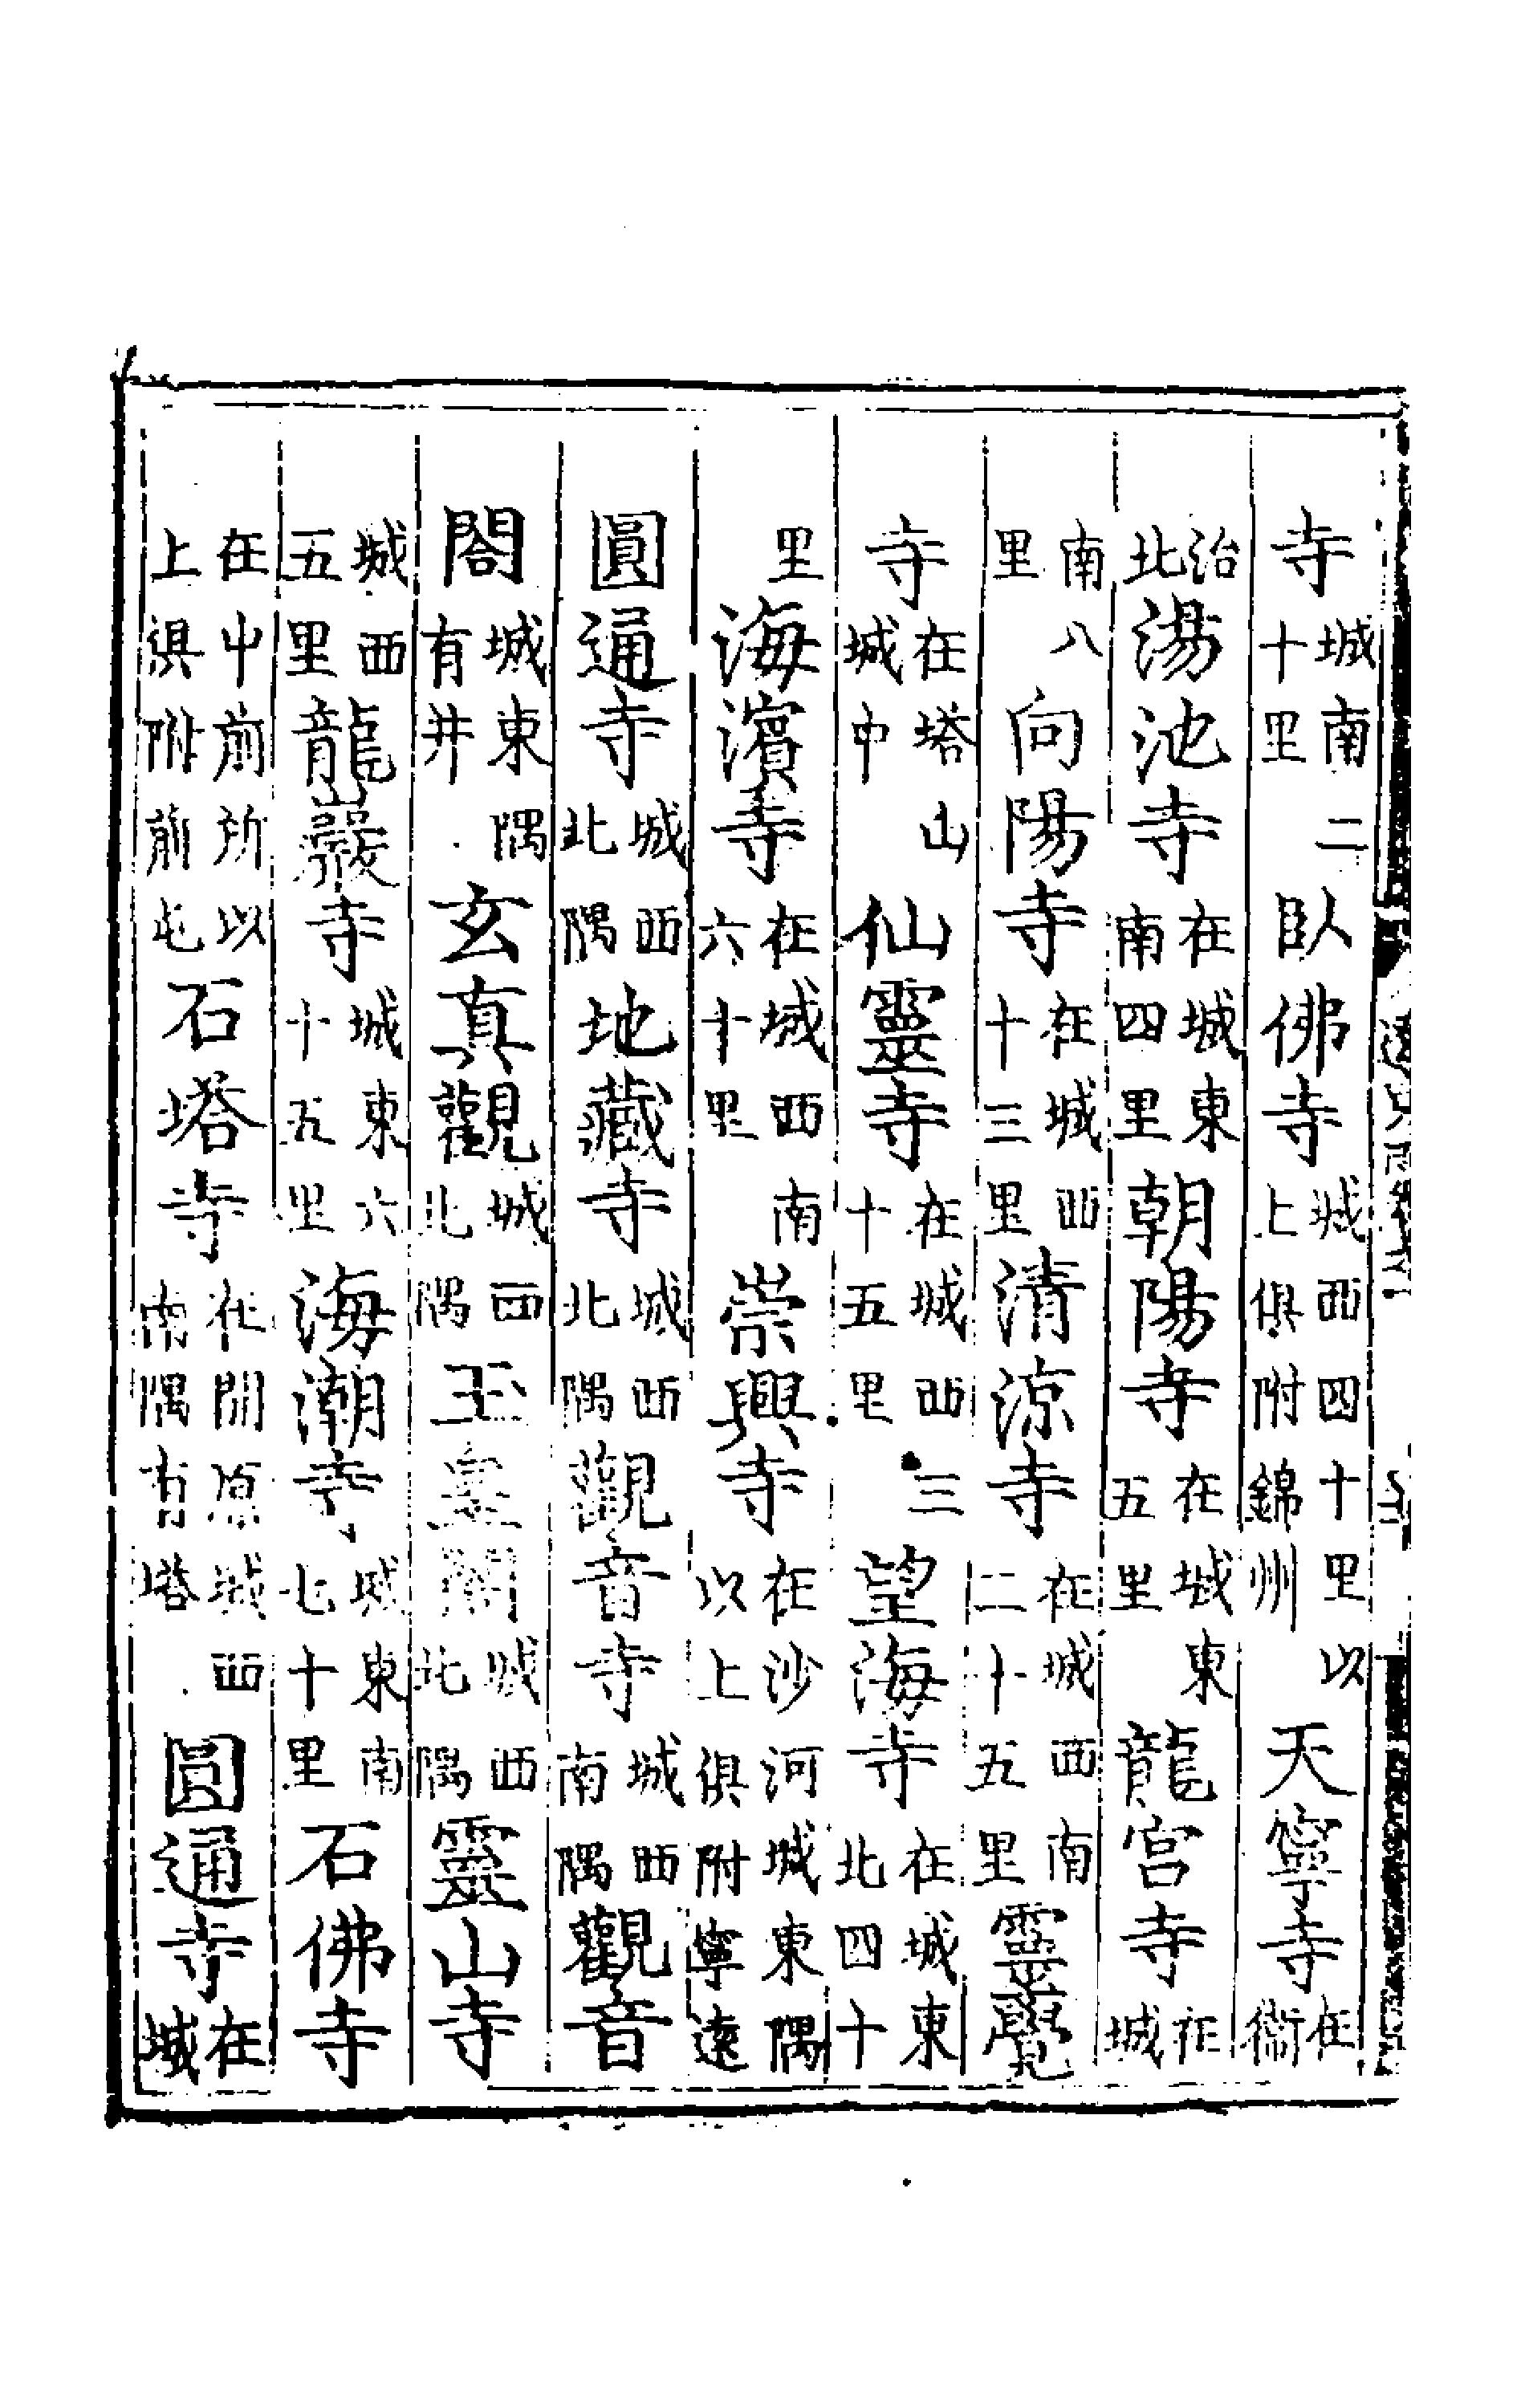 寺城南二十里臥佛寺城西四十里以上俱附錦州天寧寺在衞
治北湯池寺在城東南四里朝陽寺在城東五里龍宮寺在城
南八里向陽寺在城西十三里清涼寺在城西南二十五里靈覺
寺在塔山城中仙靈寺在城西三十五里望海寺在城東北四十
里海濱寺在城西南六十里崇興寺在沙河城東隅以上俱附寧遠
圓通寺城西北隅地藏寺城西北隅觀音寺城西南隅觀音
閣城東隅有井玄真觀城西北隅玉皇閣城西北隅靈山寺
城西五里龍巖寺城東六十五里海潮寺城東南七十里石佛寺
在中前所以上俱附前屯石塔寺在開原城西南隅有塔圓通寺在城